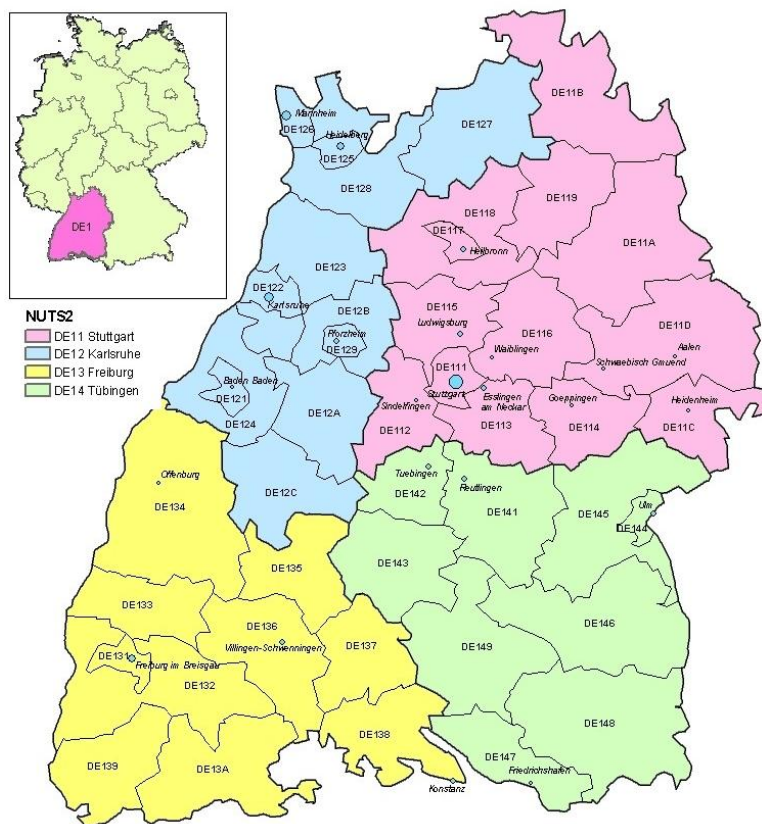 DE1
NUTS2
DE11 Stuttgart
DE12 Karlsruhe
DE13 Freiburg
DE14 Tübingen
DE11B
Mannheim
DE126
Heidelberg
DE125
DE127
DE128
DE119
DE118
DE117
Heilbronn
DE11A
DE123
DE122
Karlsruhe
DE12B
Pforzheim
DE129
DE115
Ludwigsburg
DE116
Waiblingen
DE11D
Aalen
Schwaebisch Gmuend
DE111
Stuttgart
Baden Baden
DE121
DE124
DE12A
Sindelfingen
DE112
Esslingen
am Neckar
DE113
Goeppingen
DE114
Heidenheim
DE11C
Offenburg
DE134
DE12C
Tuebingen
DE142
Reutlingen
DE141
DE145
Ulm
DE144
DE135
DE143
DE133
DE136
Villingen-Schwenningen
DE137
DE146
DE149
DE131
Freiburg im Breisgau
DE132
DE138
DE148
DE139
DE13A
DE147
Friedrichshafen
Konstanz